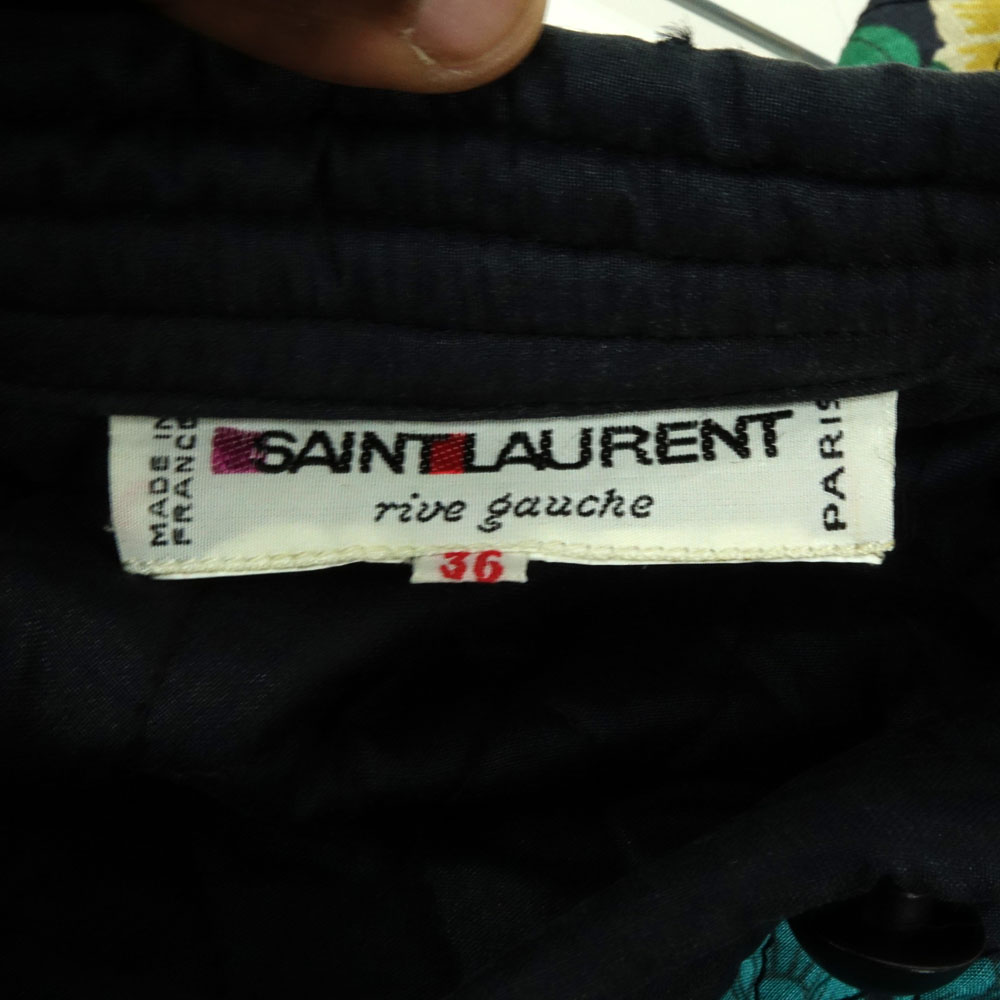 MADE IN
FRANCE
SAINT LAURENT
rive gauche
PARIS
36